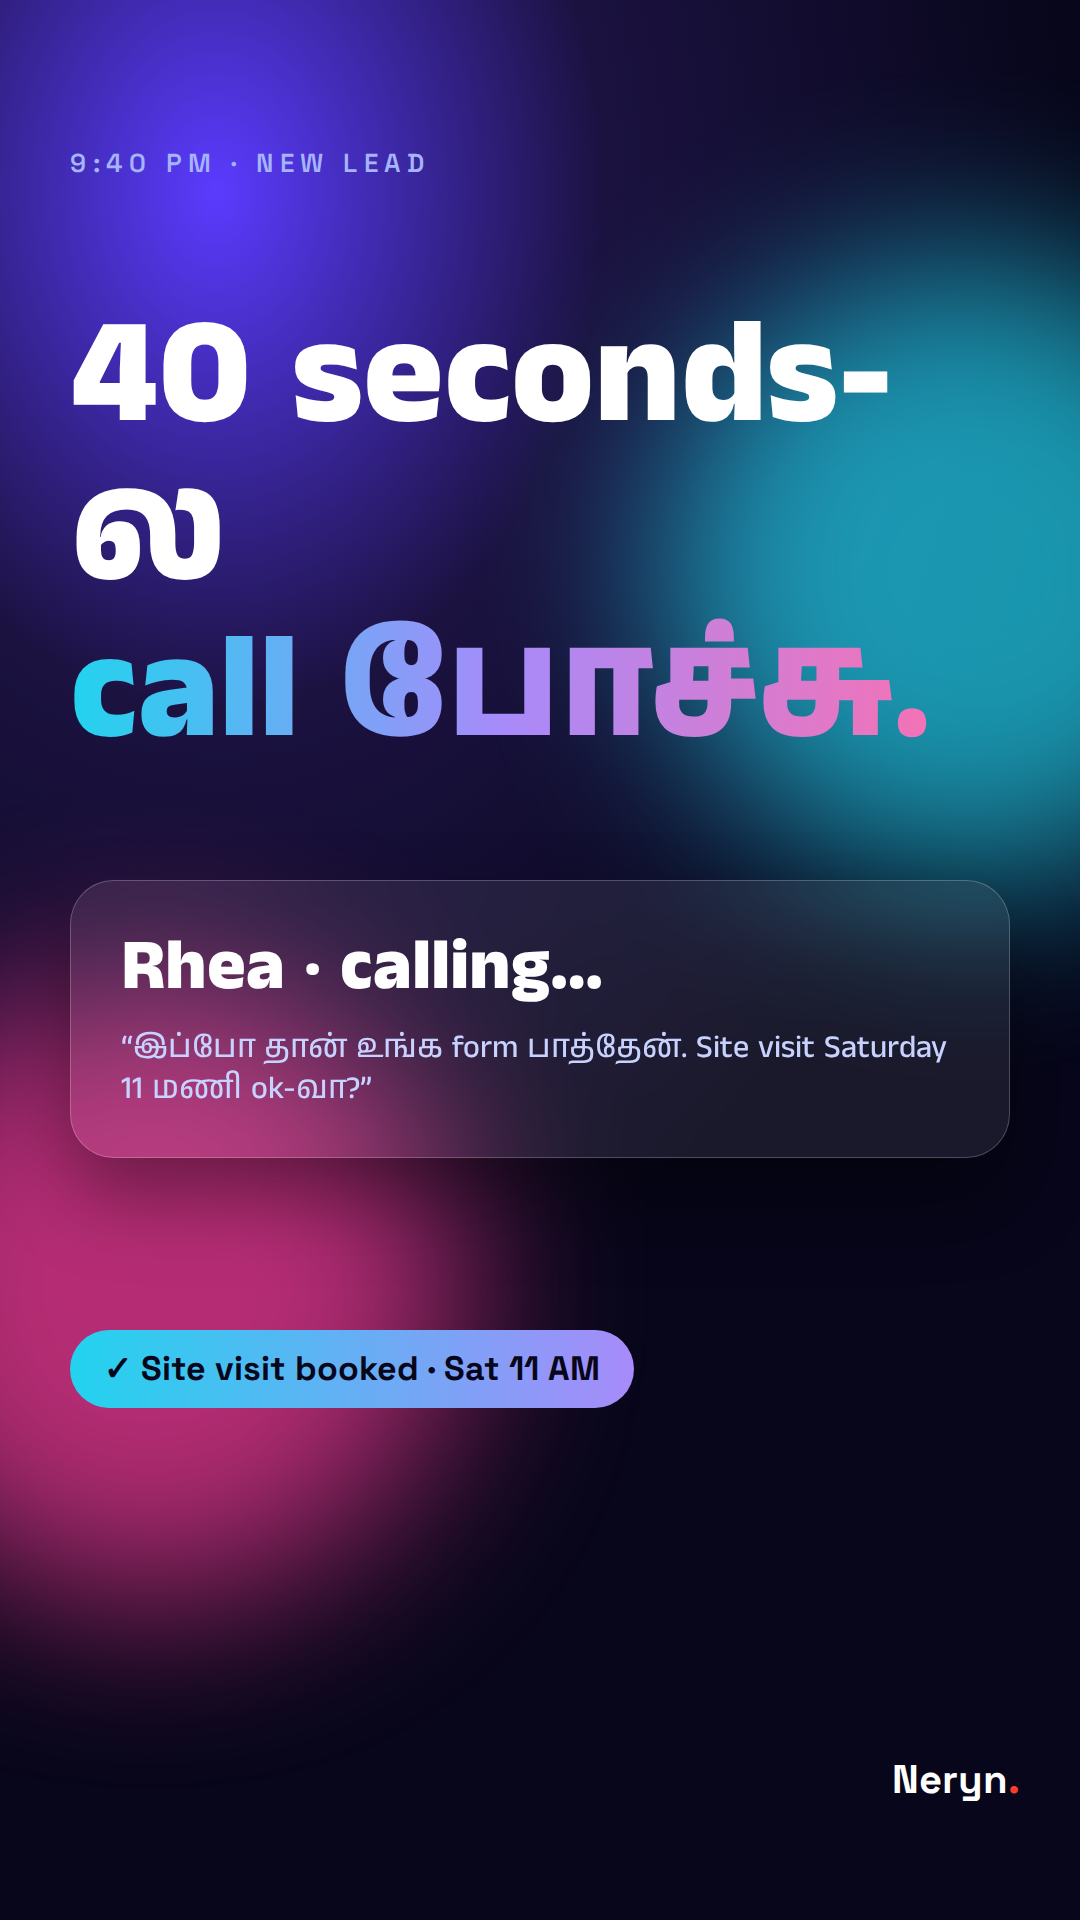 9:40 PM · NEW LEAD
40 seconds-
ல
call போச்சு.
Rhea · calling...
“இப்போ தான் உங்க form பாத்தேன். Site visit Saturday
11 மணி ok-வா?”
✓ Site visit booked · Sat 11 AM
Neryn.